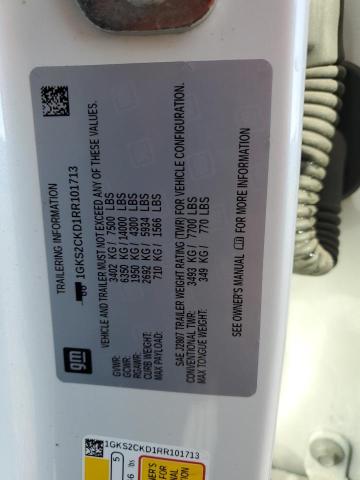 TRAILERING INFORMATION
1GKS2CKD1RR101713
gm
VEHICLE AND TRAILER MUST NOT EXCEED ANY OF THESE VALUES.
GVWR: 3402 KG / 7500 LBS
GCWR: 6350 KG / 14000 LBS
RGAWR: 1950 KG / 4300 LBS
CURB WEIGHT: 2692 KG / 5934 LBS
MAX PAYLOAD: 710 KG / 1566 LBS
SAE J2807 TRAILER WEIGHT RATING (TWR) FOR VEHICLE CONFIGURATION.
CONVENTIONAL TWR: 3493 KG / 7700 LBS
MAX TONGUE WEIGHT: 349 KG / 770 LBS
SEE OWNER'S MANUAL FOR MORE INFORMATION
1GKS2CKD1RR101713